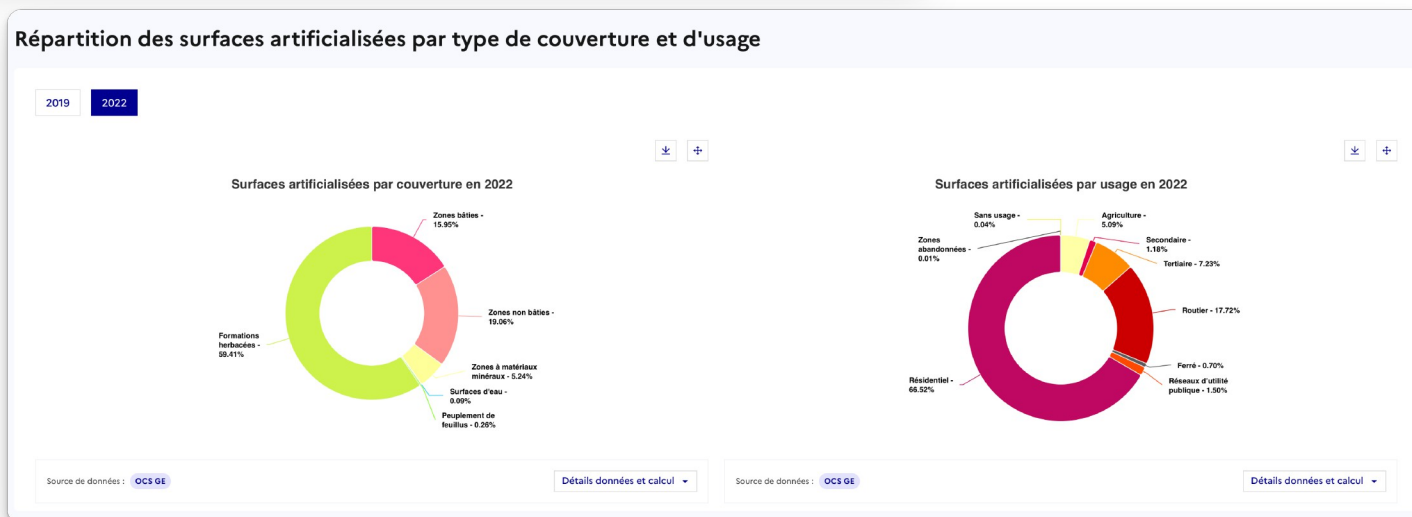 Répartition des surfaces artificialisées par type de couverture et d'usage
2019
2022
Surfaces artificialisées par couverture en 2022
Zones bâties -
15.95%
Zones non bâties -
19.06%
Zones à matériaux
minéraux - 5.24%
Surfaces d'eau -
0.09%
Peuplement de
feuillus - 0.26%
Formations
herbacées -
59.41%
Source de données :
OCS GE
Détails données et calcul
Surfaces artificialisées par usage en 2022
Sans usage -
0.04%
Agriculture -
5.09%
Zones
abandonnées -
0.01%
Secondaire -
1.18%
Tertiaire - 7.23%
Routier - 17.72%
Ferré - 0.70%
Réseaux d'utilité
publique - 1.50%
Résidentiel -
66.52%
Source de données :
OCS GE
Détails données et calcul